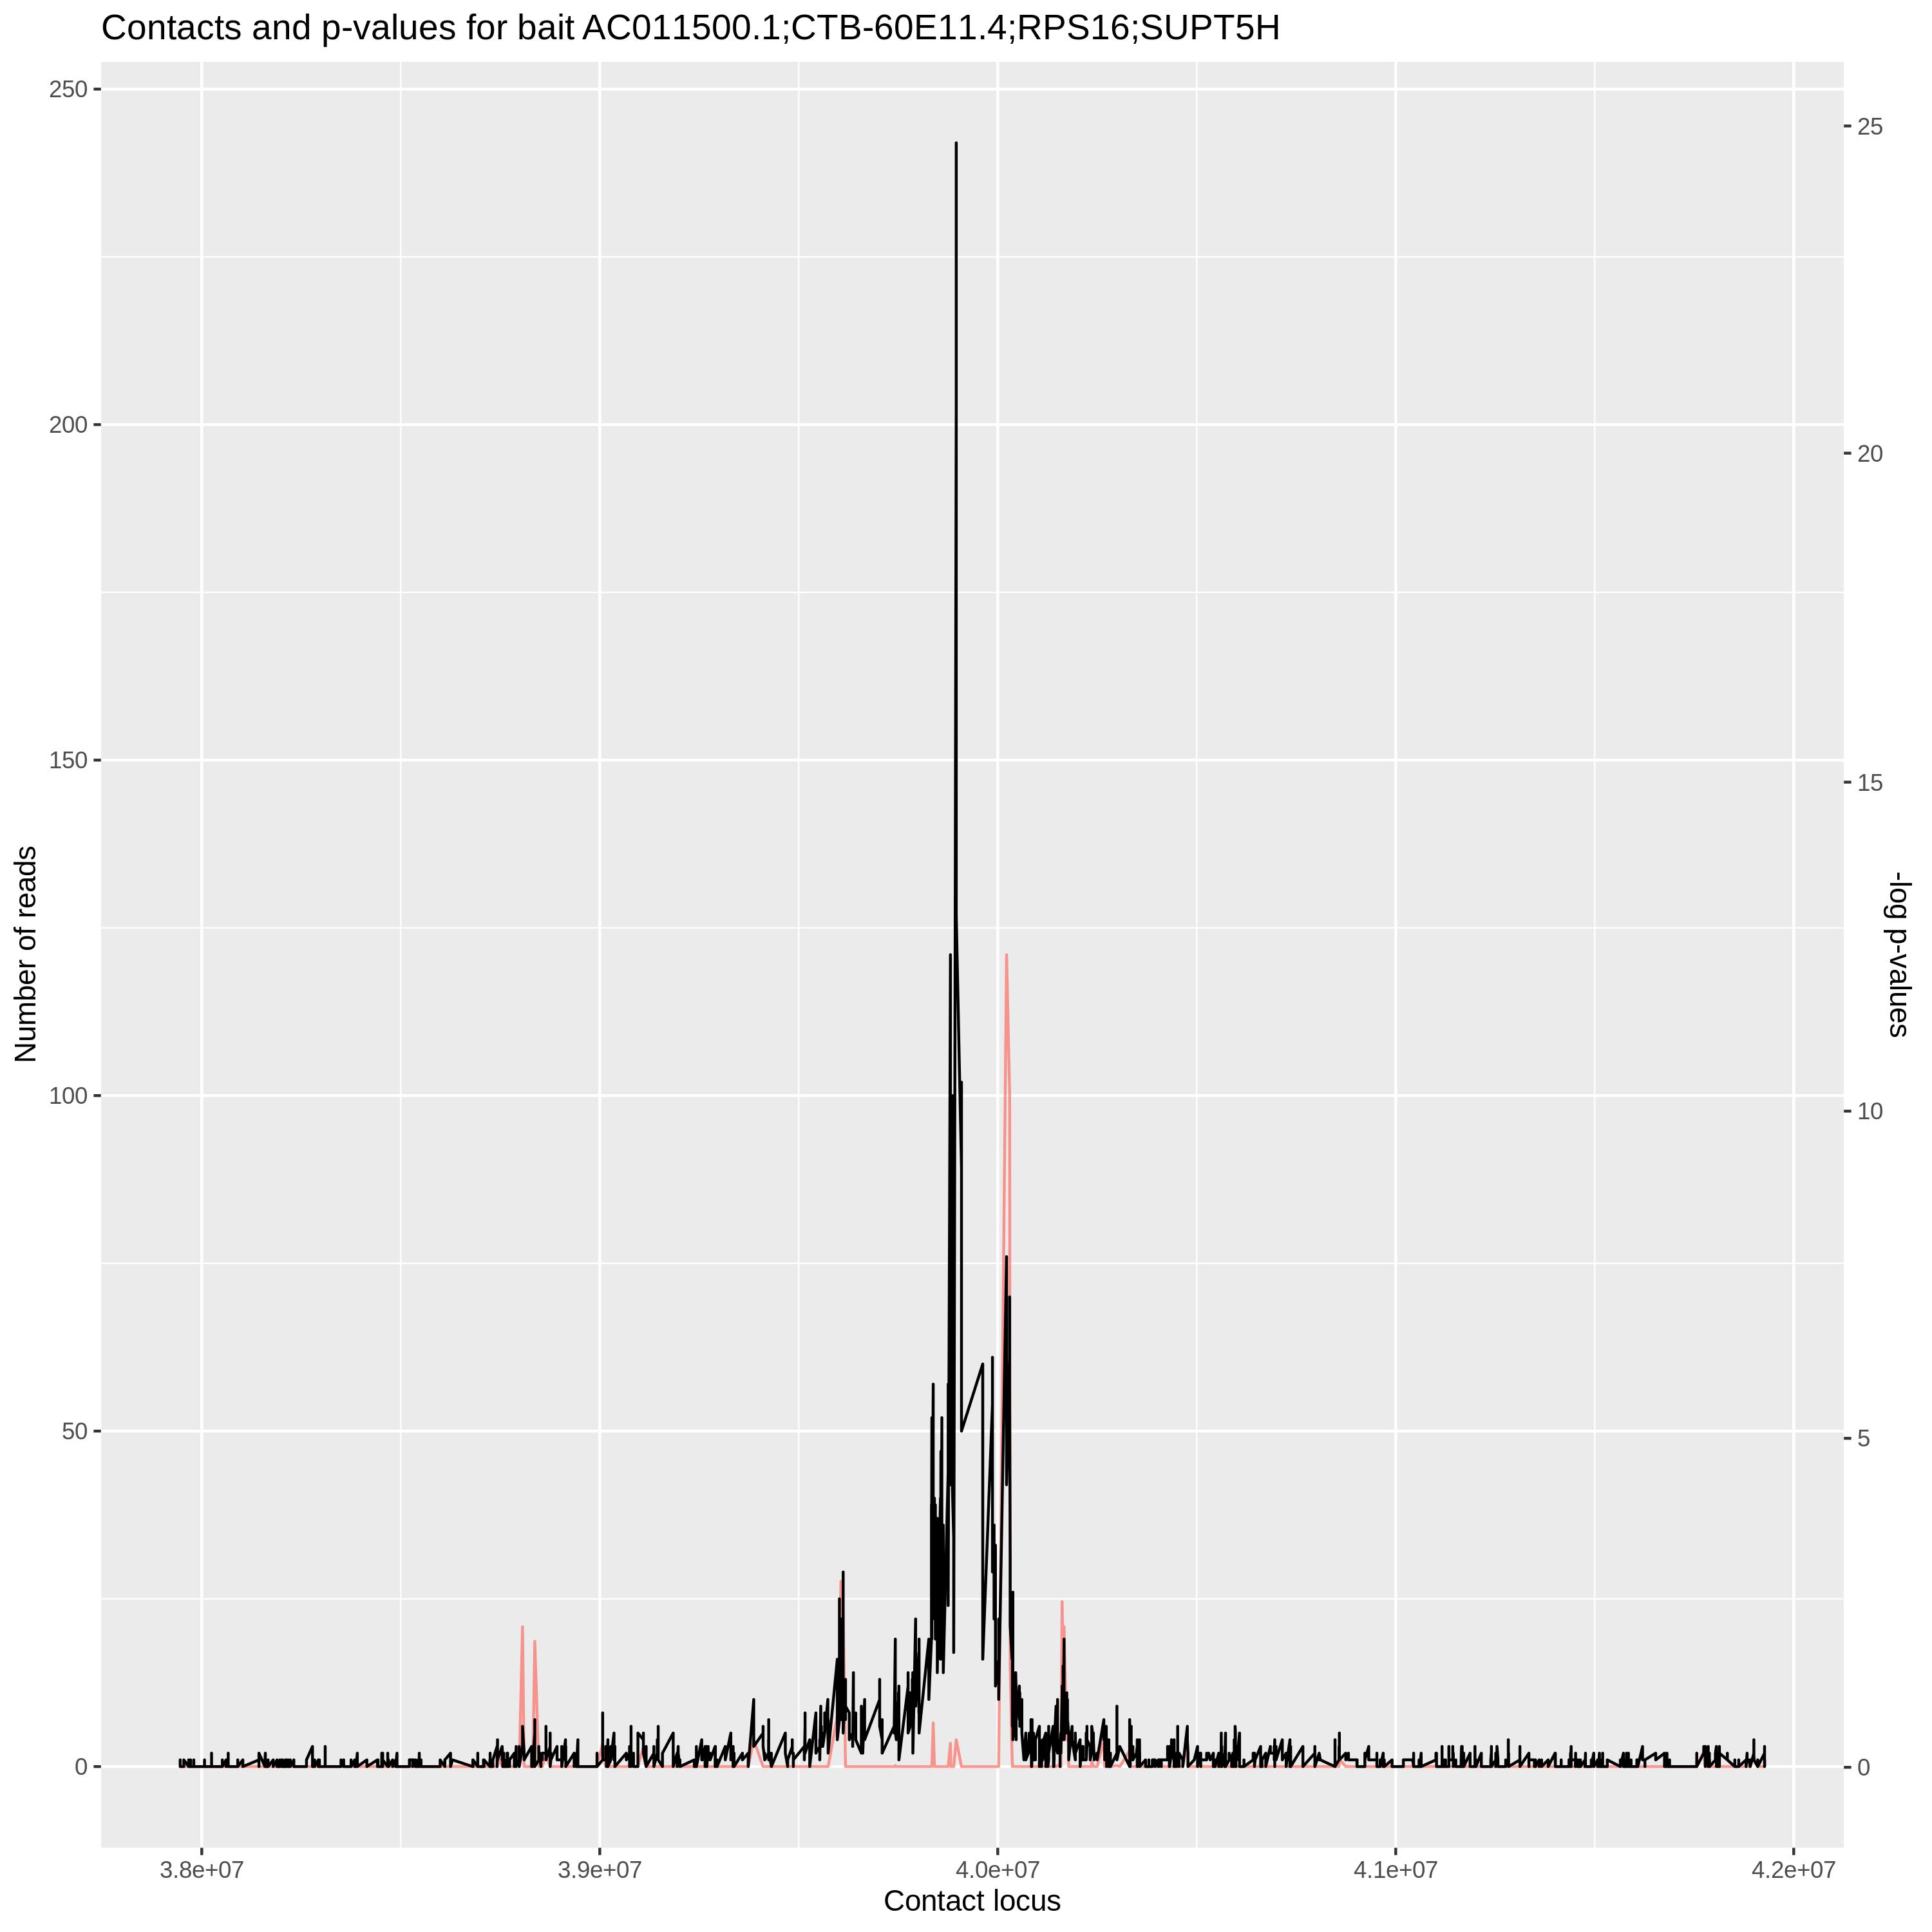 Contacts and p-values for bait AC011500.1;CTB-60E11.4;RPS16;SUPT5H
250
200
150
100
50
0
Number of reads
25
20
15
10
5
0
-log p-values
3.8e+07
3.9e+07
4.0e+07
4.1e+07
4.2e+07
Contact locus